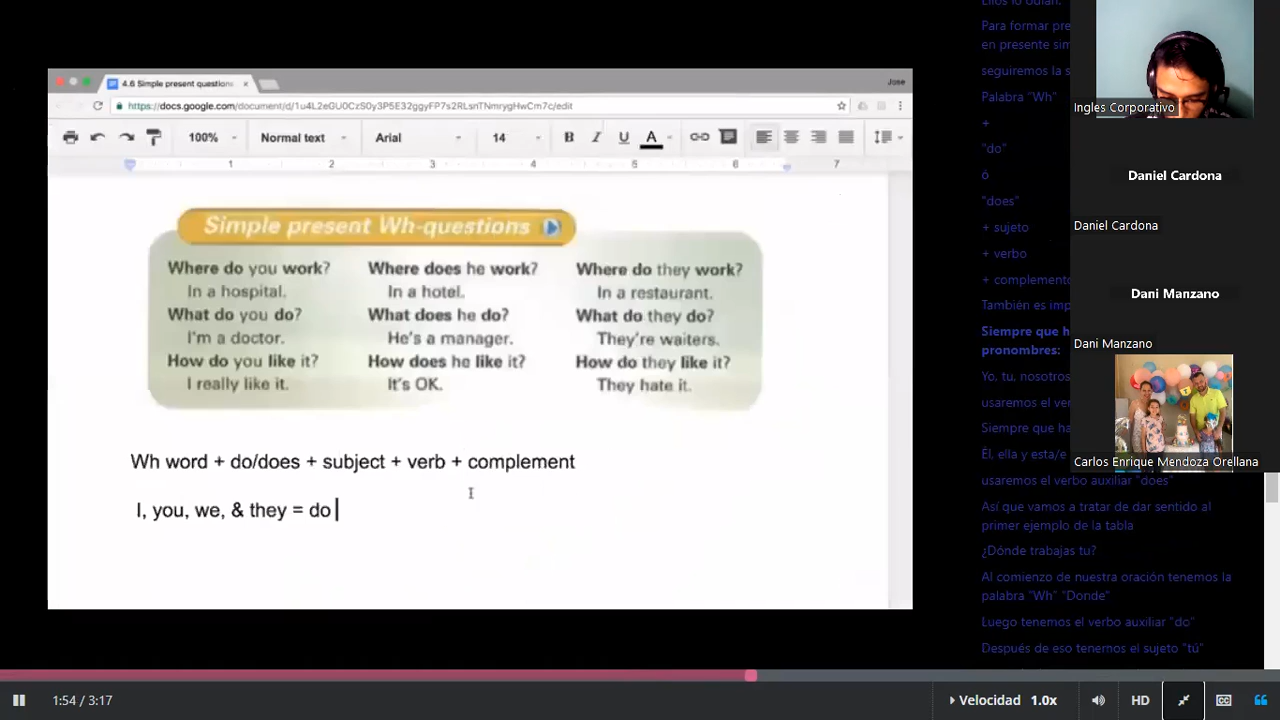 4.6 Simple present question
Jose
https://docs.google.com/document/d/1u4L2eGU0CzS0y3P5E32ggyFP7s2RLsnTNmrygHwCm7c/edit
100%
Normal text
Arial
14
B I U A
1 2 3 4 5 6 7
Simple present Wh-questions
Where do you work? Where does he work? Where do they work?
In a hospital. In a hotel. In a restaurant.
What do you do? What does he do? What do they do?
I'm a doctor. He's a manager. They're waiters.
How do you like it? How does he like it? How do they like it?
I really like it. It's OK. They hate it.
Wh word + do/does + subject + verb + complement
I, you, we, & they = do
Para formar pre
en presente sim
seguiremos la s
Palabra "Wh"
+
"do"
ó
"does"
+ sujeto
+ verbo
+ complemento
También es imp
Siempre que h
pronombres:
Yo, tu, nosotros
usaremos el ver
Siempre que ha
Él, ella y esta/e
usaremos el verbo auxiliar "does"
Así que vamos a tratar de dar sentido al
primer ejemplo de la tabla
¿Dónde trabajas tu?
Al comienzo de nuestra oración tenemos la
palabra "Wh" "Donde"
Luego tenemos el verbo auxiliar "do"
Después de eso tenemos el sujeto "tú"
Ingles Corporativo
Daniel Cardona
Daniel Cardona
Dani Manzano
Dani Manzano
Carlos Enrique Mendoza Orellana
1:54 / 3:17
Velocidad 1.0x
HD
CC